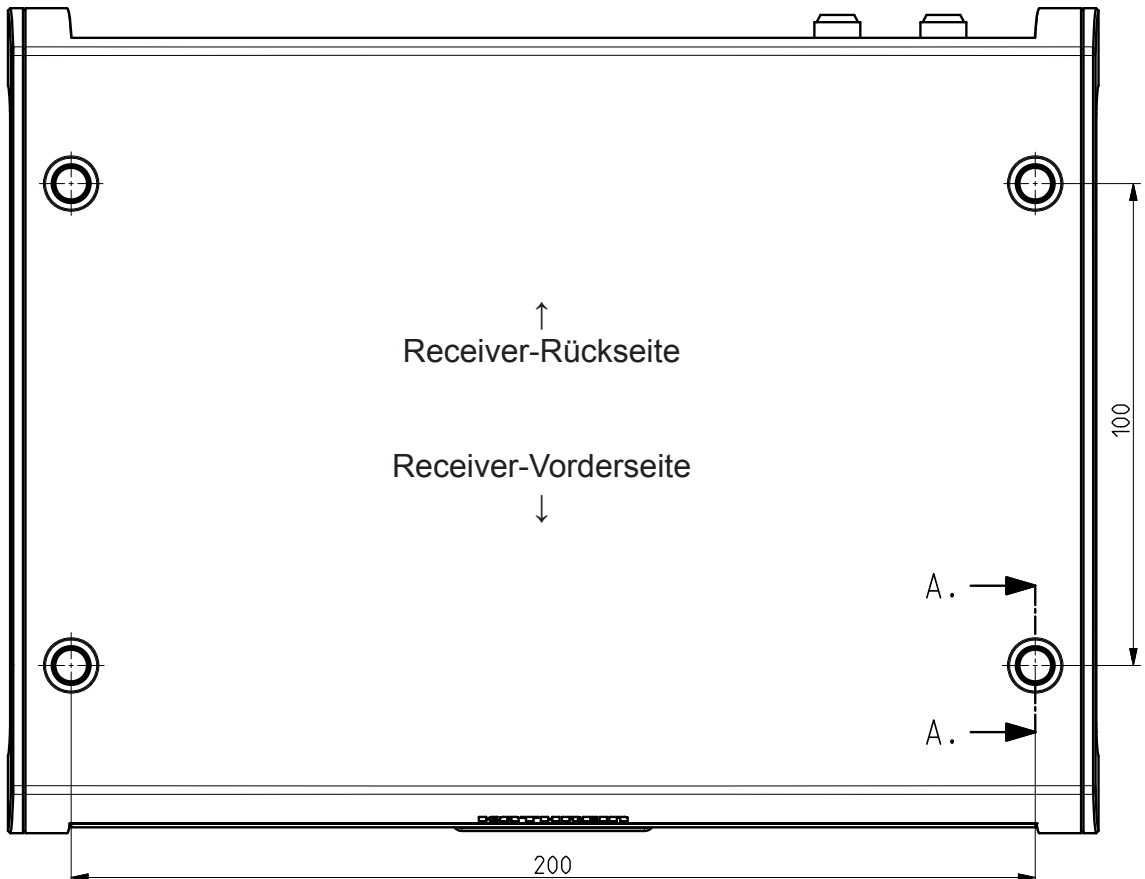 ↑
Receiver-Rückseite
100
Receiver-Vorderseite
↓
A.
A.
200